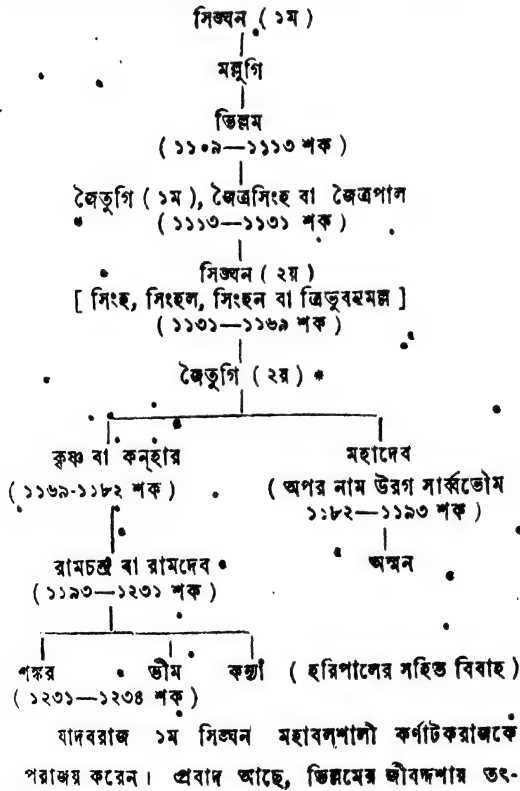 সিঙ্ঘন ( ১ম )
মল্লুগি
ভিল্লম
( ১১০৯—১১১৩ শক )
জৈতুগি ( ১ম ), জৈত্রসিংহ বা জৈত্রপাল
( ১১১৩—১১৩১ শক )
সিঙ্ঘন ( ২য় )
[ সিংহ, সিংহল, সিংহন বা ত্রিভুবনমল্ল ]
( ১১৩১—১১৬৯ শক )
জৈতুগি ( ২য় ) *
কৃষ্ণ বা কন্‌হার মহাদেব
( ১১৬৯-১১৮২ শক ) ( অপর নাম উরগ সার্ব্বভৌম
১১৮২—১১৯৩ শক )
রামচন্দ্র বা রামদেব অম্মন
( ১১৯৩—১২৩১ শক )
শঙ্কর ভীম কন্যা ( হরিপালের সহিত বিবাহ )
( ১২৩১—১২৩৪ শক )
যাদবরাজ ১ম সিঙ্ঘন মহাবলশালী কর্ণাটকরাজকে
পরাজয় করেন। প্রবাদ আছে, ভিল্লমের জীবদ্দশায় তৎ-